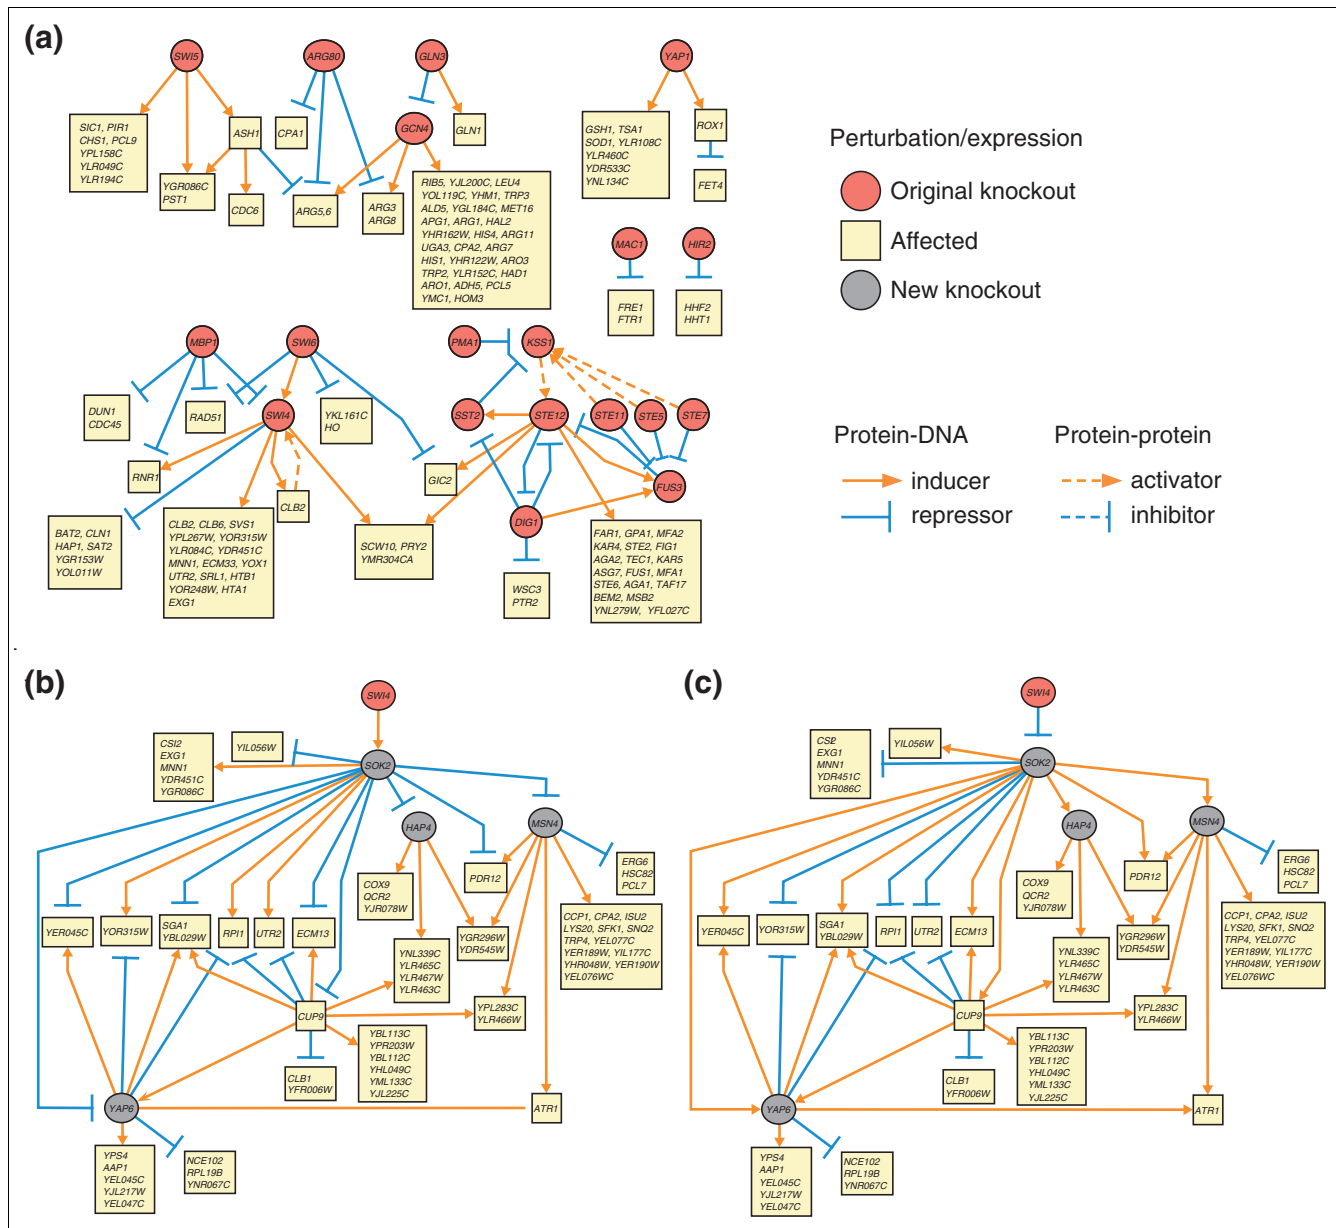 (a)
SWI5
ARG80
GLN3
YAP1
SIC1, PIR1
CHS1, PCL9
YPL158C
YLR049C
YLR194C
ASH1
CPA1
GCN4
GLN1
GSH1, TSA1
SOD1, YLR108C
YLR460C
YDR533C
YNL134C
ROX1
FET4
YGR086C
PST1
CDC6
ARG5,6
ARG3
ARG8
RIB5, YJL200C, LEU4
YOL119C, YHM1, TRP3
ALD5, YGL184C, MET16
APG1, ARG1, HAL2
YHR162W, HIS4, ARG11
UGA3, CPA2, ARG7
HIS1, YHR122W, ARO3
TRP2, YLR152C, HAD1
ARO1, ADH5, PCL5
YMC1, HOM3
MAC1
HIR2
FRE1
FTR1
HHF2
HHT1
Perturbation/expression
Original knockout
Affected
New knockout
MBP1
SWI6
PMA1
KSS1
DUN1
CDC45
RAD51
SWI4
YKL161C
HO
SST2
STE12
STE11
STE5
STE7
RNR1
CLB2
GIC2
FUS3
DIG1
BAT2, CLN1
HAP1, SAT2
YGR153W
YOL011W
CLB2, CLB6, SVS1
YPL267W, YOR315W
YLR084C, YDR451C
MNN1, ECM33, YOX1
UTR2, SRL1, HTB1
YOR248W, HTA1
EXG1
SCW10, PRY2
YMR304CA
WSC3
PTR2
FAR1, GPA1, MFA2
KAR4, STE2, FIG1
AGA2, TEC1, KAR5
ASG7, FUS1, MFA1
STE6, AGA1, TAF17
BEM2, MSB2
YNL279W, YFL027C
Protein-DNA
inducer
repressor
Protein-protein
activator
inhibitor
(b)
SWI4
CSI2
EXG1
MNN1
YDR451C
YGR086C
YIL056W
SOK2
HAP4
MSN4
ERG6
HSC82
PCL7
COX9
QCR2
YJR078W
PDR12
CCP1, CPA2, ISU2
LYS20, SFK1, SNQ2
TRP4, YEL077C
YER189W, YIL177C
YHR048W, YER190W
YEL076WC
YER045C
YOR315W
SGA1
YBL029W
RPI1
UTR2
ECM13
YGR296W
YDR545W
YNL339C
YLR465C
YLR467W
YLR463C
YPL283C
YLR466W
CUP9
CLB1
YFR006W
YBL113C
YPR203W
YBL112C
YHL049C
YML133C
YJL225C
YAP6
ATR1
YPS4
AAP1
YEL045C
YJL217W
YEL047C
NCE102
RPL19B
YNR067C
(c)
SWI4
CSI2
EXG1
MNN1
YDR451C
YGR086C
YIL056W
SOK2
HAP4
MSN4
ERG6
HSC82
PCL7
COX9
QCR2
YJR078W
PDR12
CCP1, CPA2, ISU2
LYS20, SFK1, SNQ2
TRP4, YEL077C
YER189W, YIL177C
YHR048W, YER190W
YEL076WC
YER045C
YOR315W
SGA1
YBL029W
RPI1
UTR2
ECM13
YGR296W
YDR545W
YNL339C
YLR465C
YLR467W
YLR463C
YPL283C
YLR466W
CUP9
CLB1
YFR006W
YBL113C
YPR203W
YBL112C
YHL049C
YML133C
YJL225C
YAP6
ATR1
YPS4
AAP1
YEL045C
YJL217W
YEL047C
NCE102
RPL19B
YNR067C